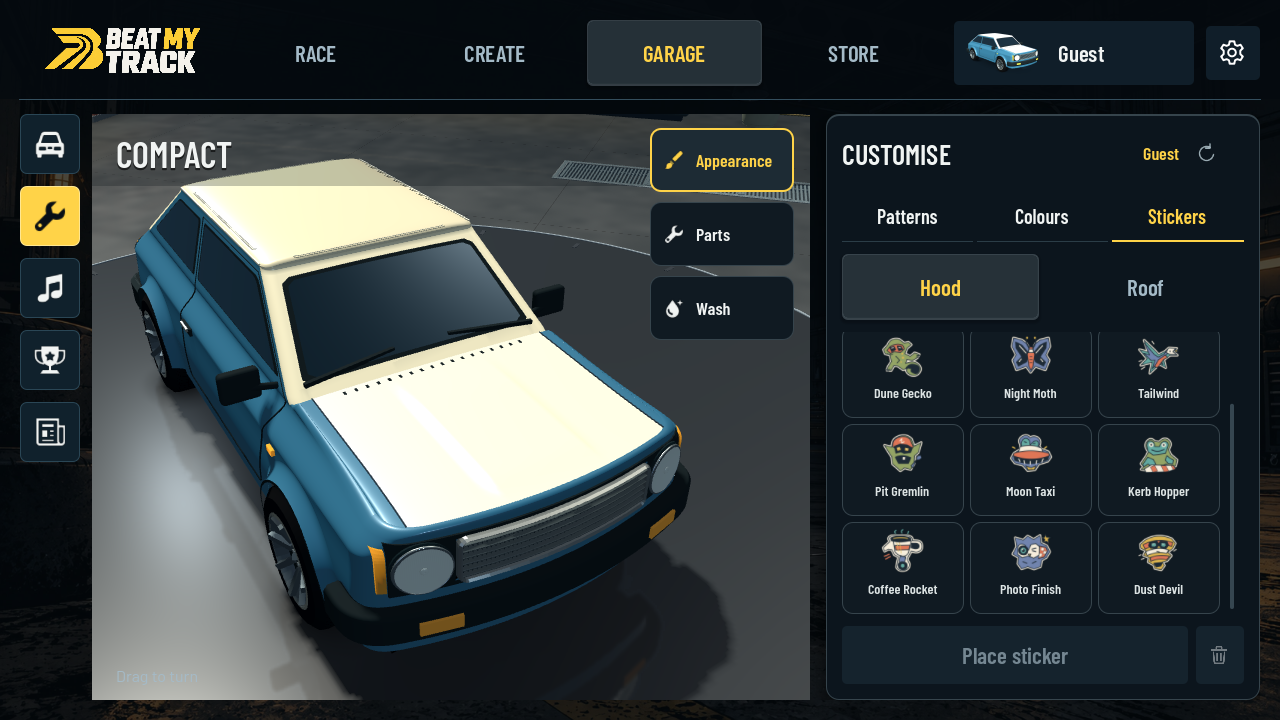 BEAT MY
TRACK
RACE
CREATE
GARAGE
STORE
Guest
COMPACT
Appearance
Parts
Wash
Drag to turn
CUSTOMISE
Guest
Patterns
Colours
Stickers
Hood
Roof
Dune Gecko
Night Moth
Tailwind
Pit Gremlin
Moon Taxi
Kerb Hopper
Coffee Rocket
Photo Finish
Dust Devil
Place sticker